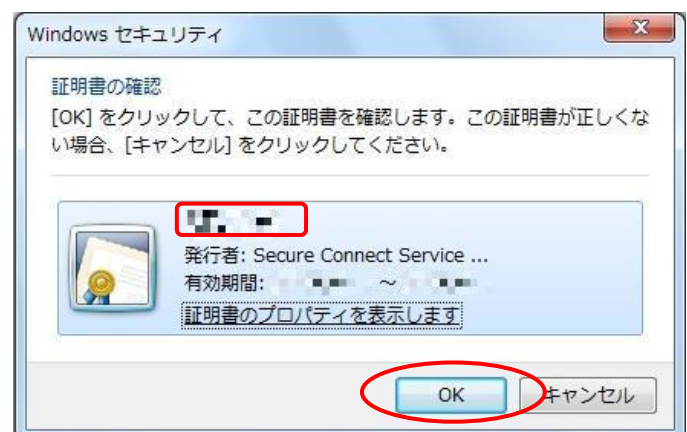 Windows セキュリティ
証明書の確認
[OK] をクリックして、この証明書を確認します。この証明書が正しくな
い場合、[キャンセル] をクリックしてください。
発行者: Secure Connect Service ...
有効期間: ～
証明書のプロパティを表示します
OK
キャンセル